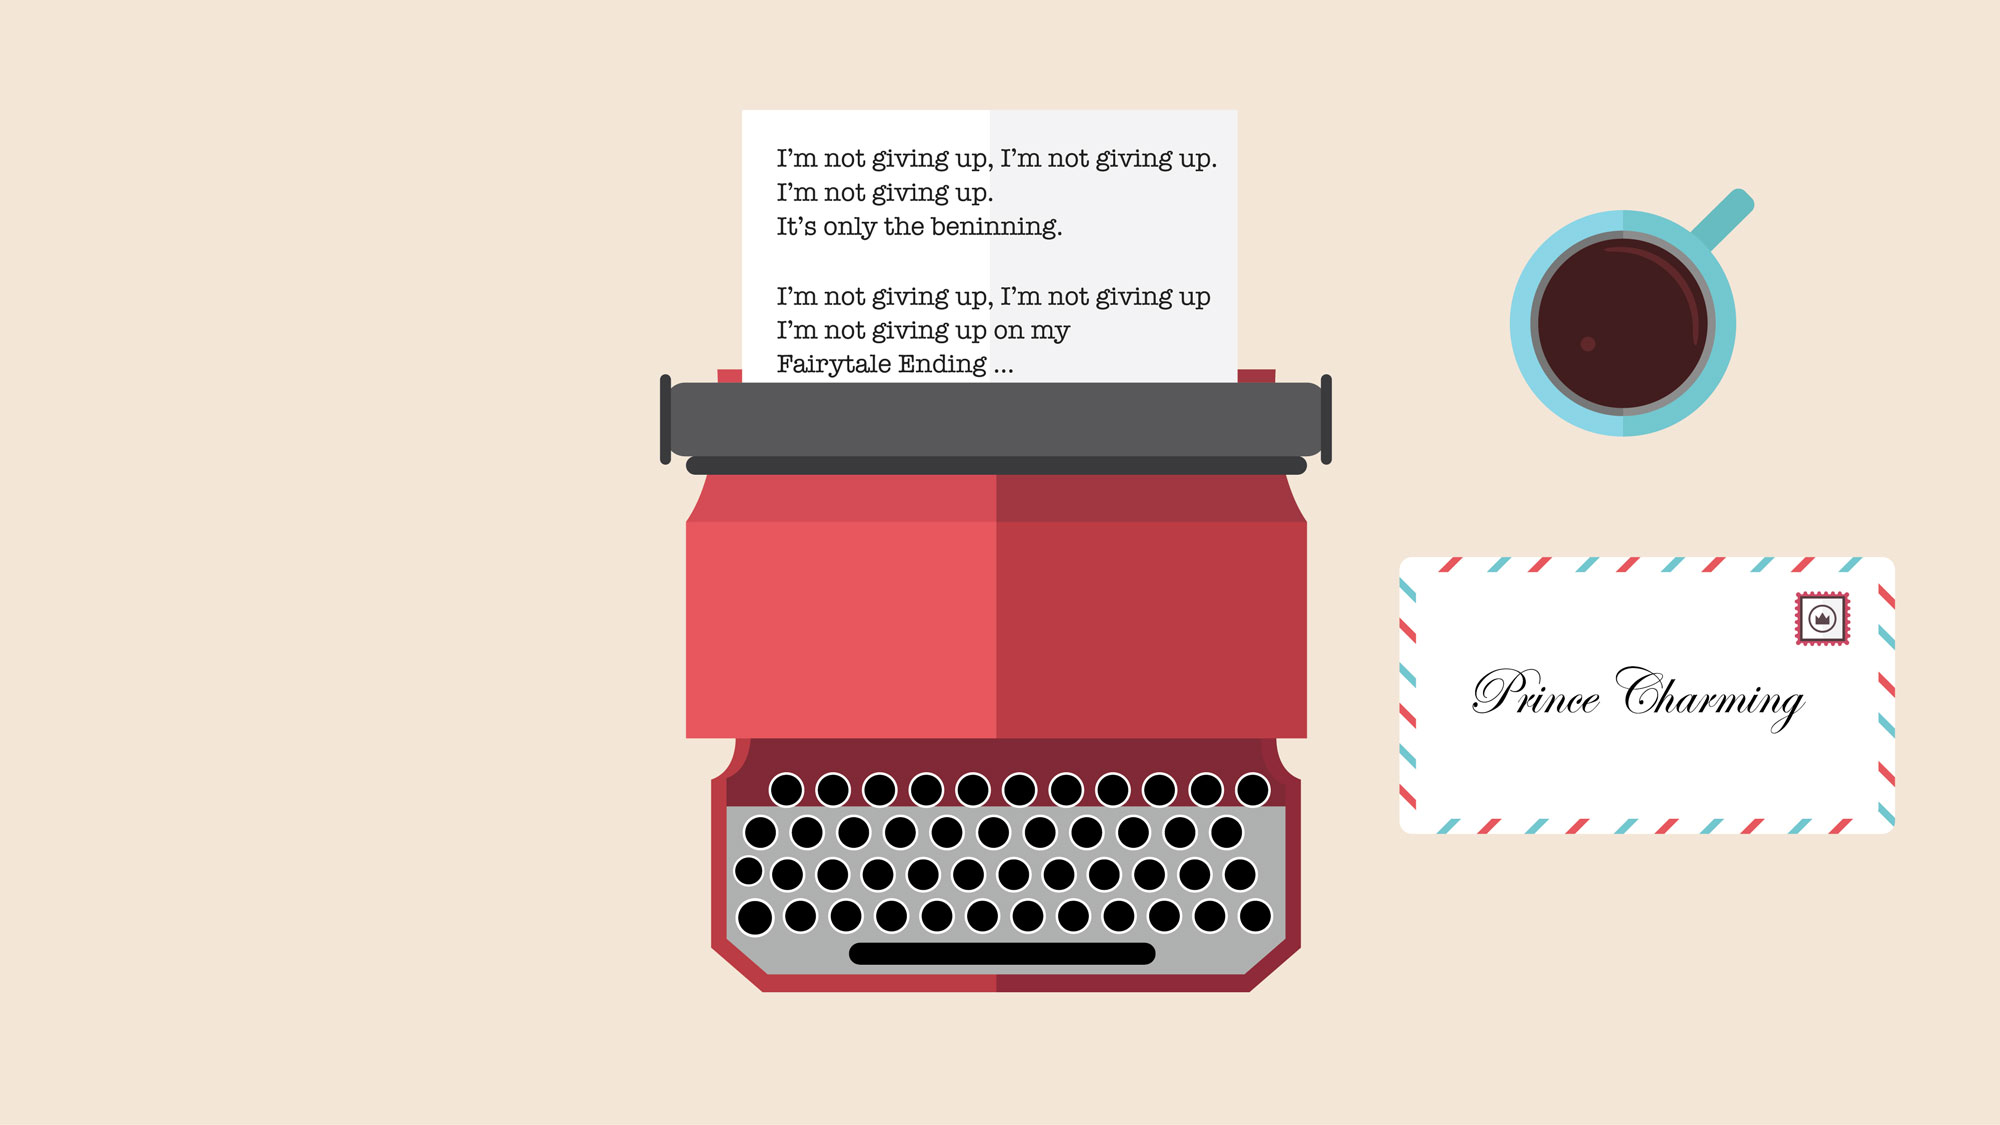 I’m not giving up, I’m not giving up.
I’m not giving up.
It’s only the beninning.
I’m not giving up, I’m not giving up
I’m not giving up on my
Fairytale Ending ...
Prince Charming